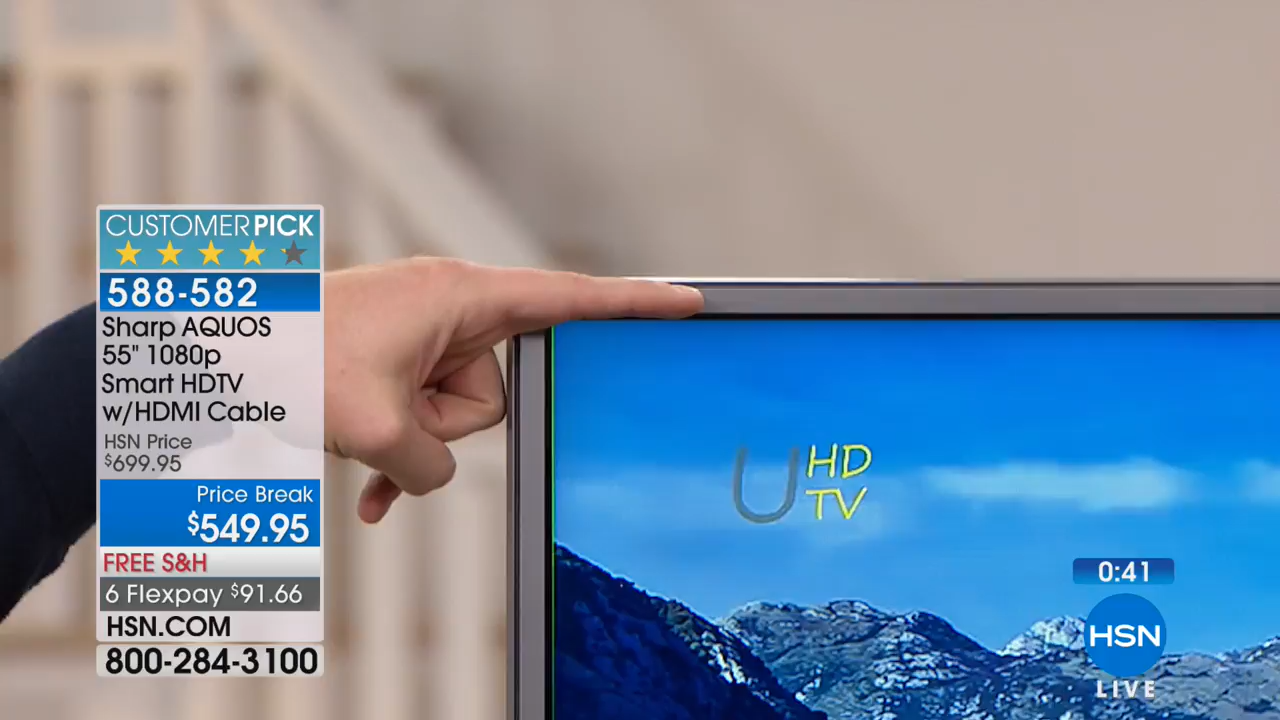 CUSTOMERPICK
588-582
Sharp AQUOS
55" 1080p
Smart HDTV
w/HDMI Cable
HSN Price
$699.95
Price Break
$549.95
FREE S&H
6 Flexpay $91.66
HSN.COM
800-284-3100
UHD
TV
0:41
HSN
LIVE